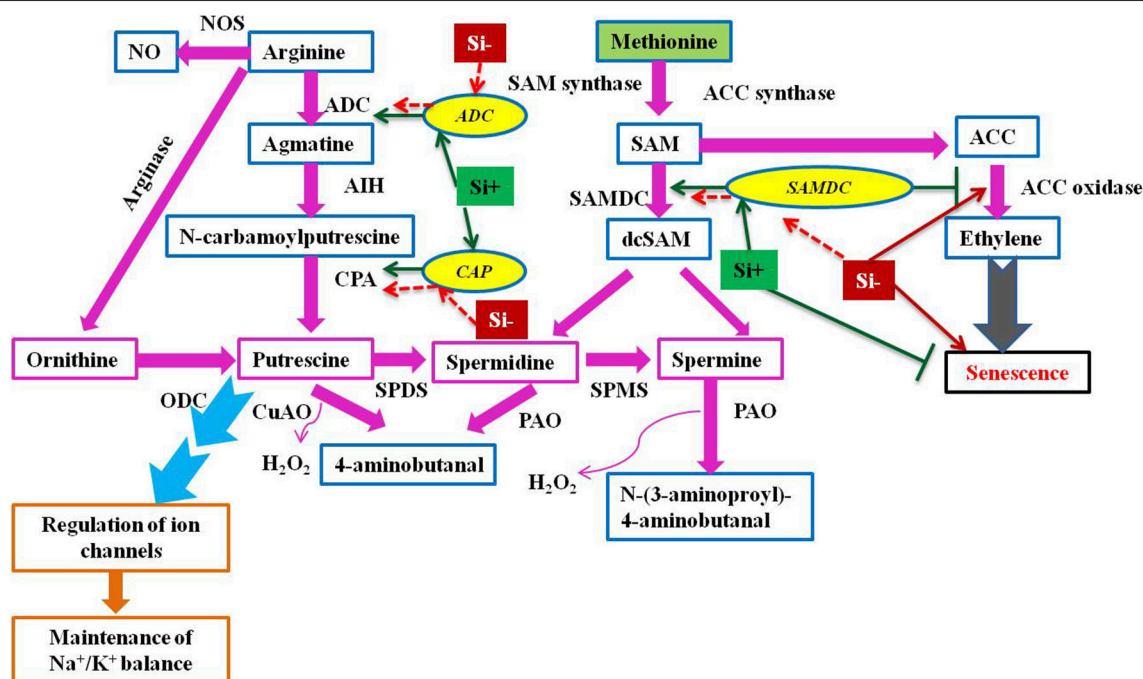 NOS
NO
Arginine
Si-
Methionine
SAM synthase
ACC synthase
ADC
ADC
Agmatine
SAM
ACC
Arginase
AIH
Si+
SAMDC
SAMDC
ACC oxidase
N-carbamoylputrescine
dcSAM
Ethylene
CPA
CAP
Si+
Si-
Si-
Ornithine
Putrescine
Spermidine
Spermine
Senescence
SPDS
SPMS
ODC
CuAO
PAO
PAO
H₂O₂
4-aminobutanal
H₂O₂
N-(3-aminoproyl)-
4-aminobutanal
Regulation of ion
channels
Maintenance of
Na⁺/K⁺ balance